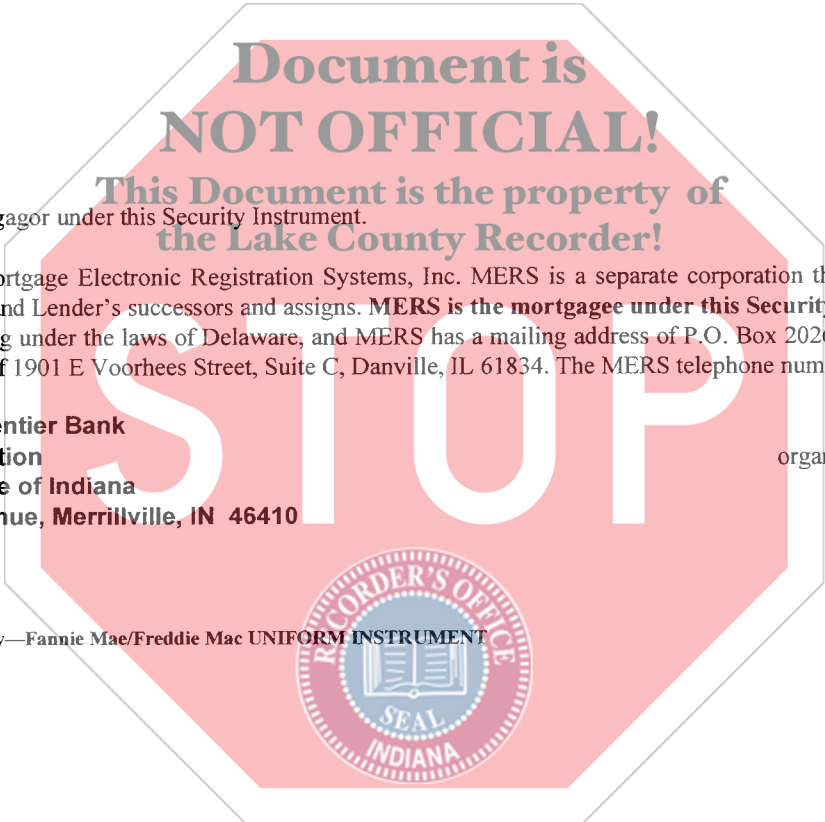 Document is
NOT OFFICIAL!
This Document is the property of
gagor under this Security Instrument.
the Lake County Recorder!
ortgage Electronic Registration Systems, Inc. MERS is a separate corporation th
nd Lender's successors and assigns. MERS is the mortgagee under this Security
g under the laws of Delaware, and MERS has a mailing address of P.O. Box 202
f 1901 E Voorhees Street, Suite C, Danville, IL 61834. The MERS telephone num
STOP
entier Bank
tion organ
e of Indiana
nue, Merrillville, IN 46410
y—Fannie Mae/Freddie Mac UNIFORM INSTRUMENT
RECORDER'S OFFICE
SEAL
INDIANA